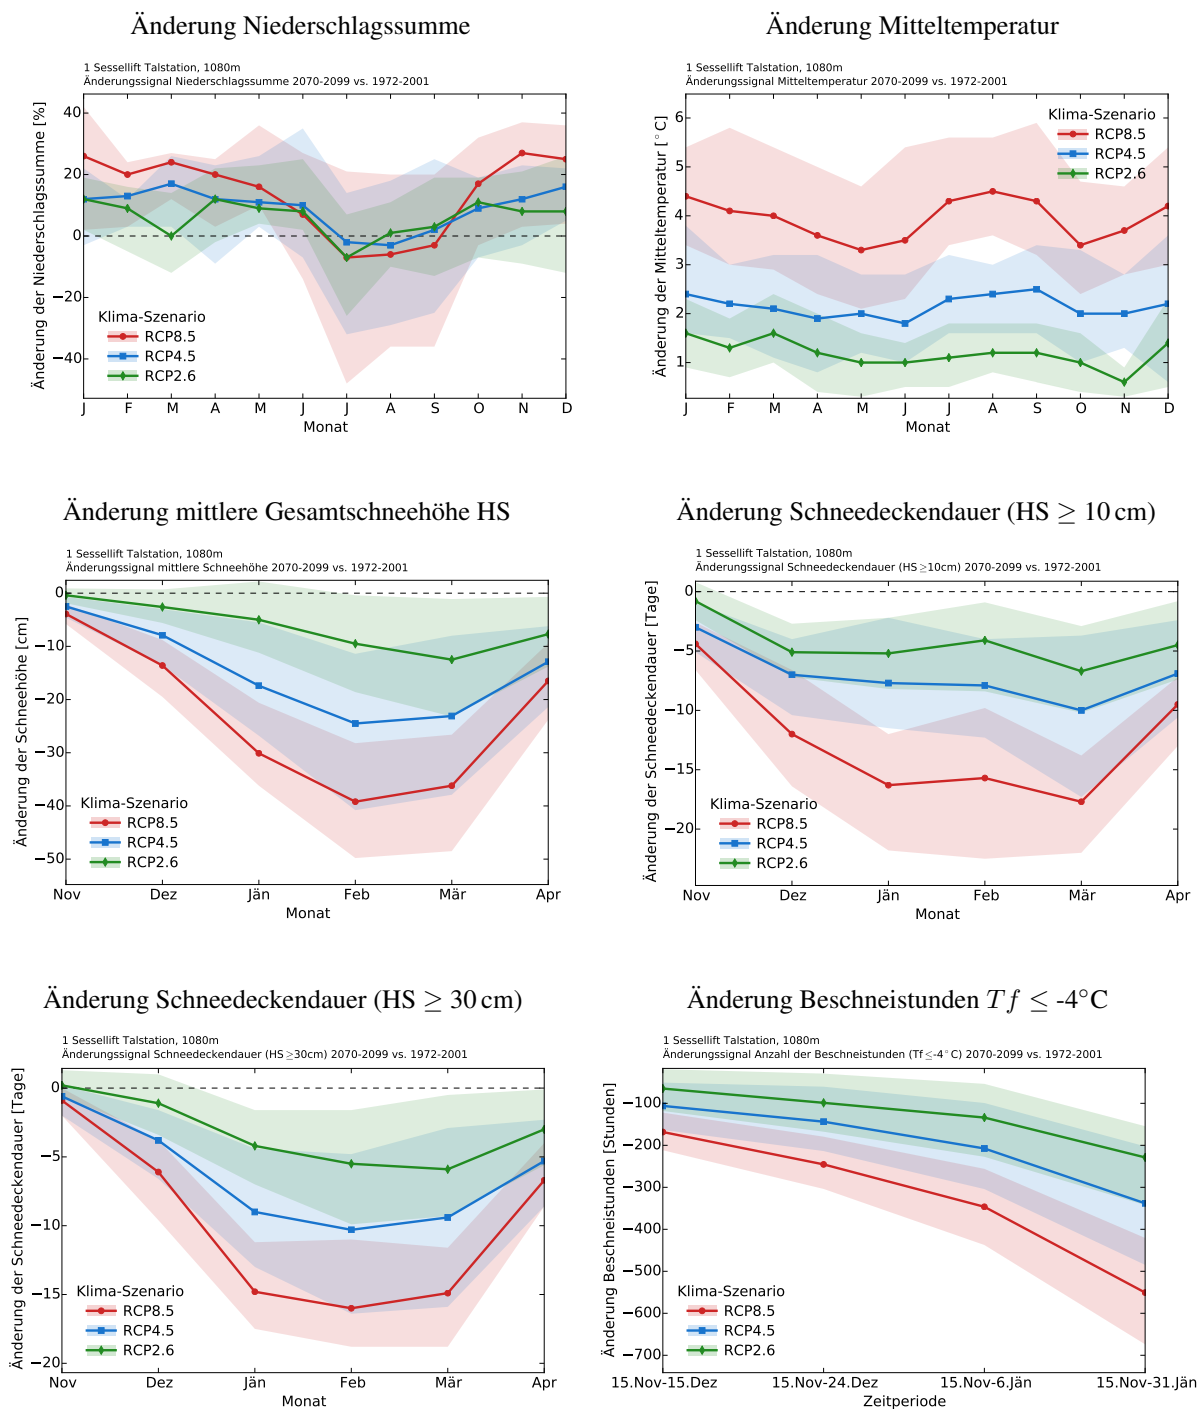 Änderung Niederschlagssumme
1 Sessellift Talstation, 1080m
Änderungssignal Niederschlagssumme 2070-2099 vs. 1972-2001
Änderung der Niederschlagssumme [%]
40
20
0
−20
−40
Klima-Szenario
RCP8.5
RCP4.5
RCP2.6
J F M A M J J A S O N D
Monat
Änderung Mitteltemperatur
1 Sessellift Talstation, 1080m
Änderungssignal Mitteltemperatur 2070-2099 vs. 1972-2001
Änderung der Mitteltemperatur [°C]
6
5
4
3
2
1
Klima-Szenario
RCP8.5
RCP4.5
RCP2.6
J F M A M J J A S O N D
Monat
Änderung mittlere Gesamtschneehöhe HS
1 Sessellift Talstation, 1080m
Änderungssignal mittlere Schneehöhe 2070-2099 vs. 1972-2001
Änderung der Schneehöhe [cm]
0
−10
−20
−30
−40
−50
Klima-Szenario
RCP8.5
RCP4.5
RCP2.6
Nov Dez Jän Feb Mär Apr
Monat
Änderung Schneedeckendauer (HS ≥ 10 cm)
1 Sessellift Talstation, 1080m
Änderungssignal Schneedeckendauer (HS ≥10cm) 2070-2099 vs. 1972-2001
Änderung der Schneedeckendauer [Tage]
0
−5
−10
−15
−20
Klima-Szenario
RCP8.5
RCP4.5
RCP2.6
Nov Dez Jän Feb Mär Apr
Monat
Änderung Schneedeckendauer (HS ≥ 30 cm)
1 Sessellift Talstation, 1080m
Änderungssignal Schneedeckendauer (HS ≥30cm) 2070-2099 vs. 1972-2001
Änderung der Schneedeckendauer [Tage]
0
−5
−10
−15
−20
Klima-Szenario
RCP8.5
RCP4.5
RCP2.6
Nov Dez Jän Feb Mär Apr
Monat
Änderung Beschneistunden Tf ≤ -4°C
1 Sessellift Talstation, 1080m
Änderungssignal Anzahl der Beschneistunden (Tf≤-4°C) 2070-2099 vs. 1972-2001
Änderung Beschneistunden [Stunden]
−100
−200
−300
−400
−500
−600
−700
Klima-Szenario
RCP8.5
RCP4.5
RCP2.6
15.Nov-15.Dez 15.Nov-24.Dez 15.Nov-6.Jän 15.Nov-31.Jän
Zeitperiode